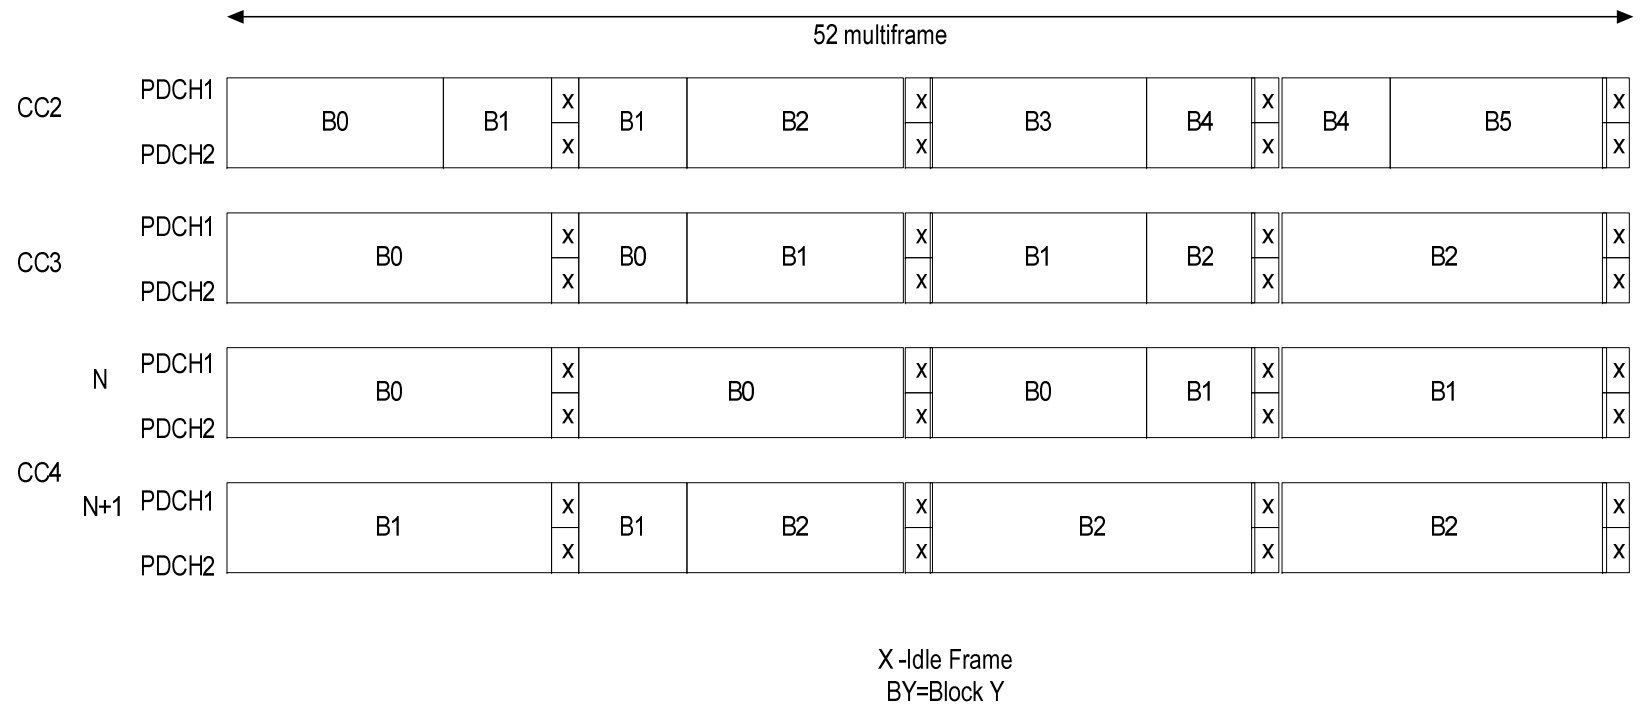 52 multiframe
CC2
PDCH1
PDCH2
B0 B1 x x B1 B2 x x B3 B4 x x B4 B5 x x
CC3
PDCH1
PDCH2
B0 x x B0 B1 x x B1 B2 x x B2 x x
CC4
N
PDCH1
PDCH2
B0 x x B0 x x B0 B1 x x B1 x x
N+1
PDCH1
PDCH2
B1 x x B1 B2 x x B2 x x B2 x x
X -Idle Frame
BY=Block Y